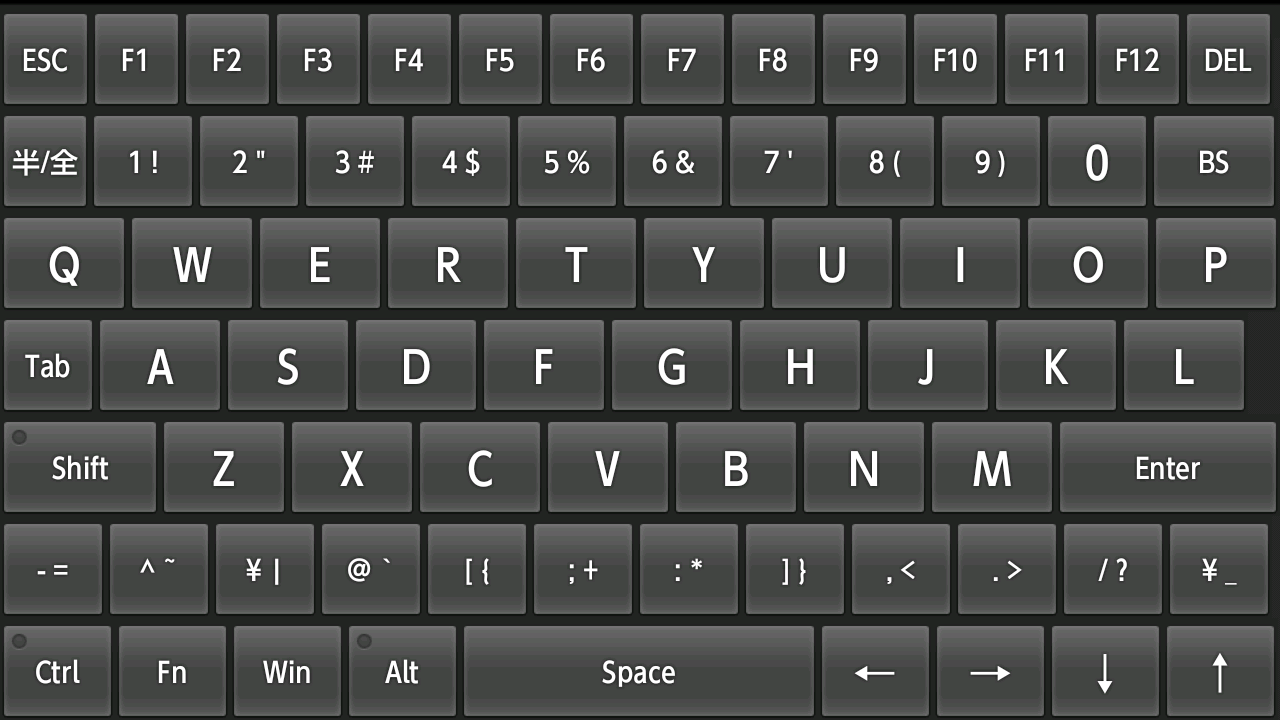 ESC F1 F2 F3 F4 F5 F6 F7 F8 F9 F10 F11 F12 DEL
半/全 1 ! 2 " 3 # 4 $ 5 % 6 & 7 ' 8 ( 9 ) 0 BS
Q W E R T Y U I O P
Tab A S D F G H J K L
Shift Z X C V B N M Enter
- = ^ ~ ¥ | @ ` [ { ; + : * ] } , < . > / ? ¥ _
Ctrl Fn Win Alt Space ← → ↓ ↑